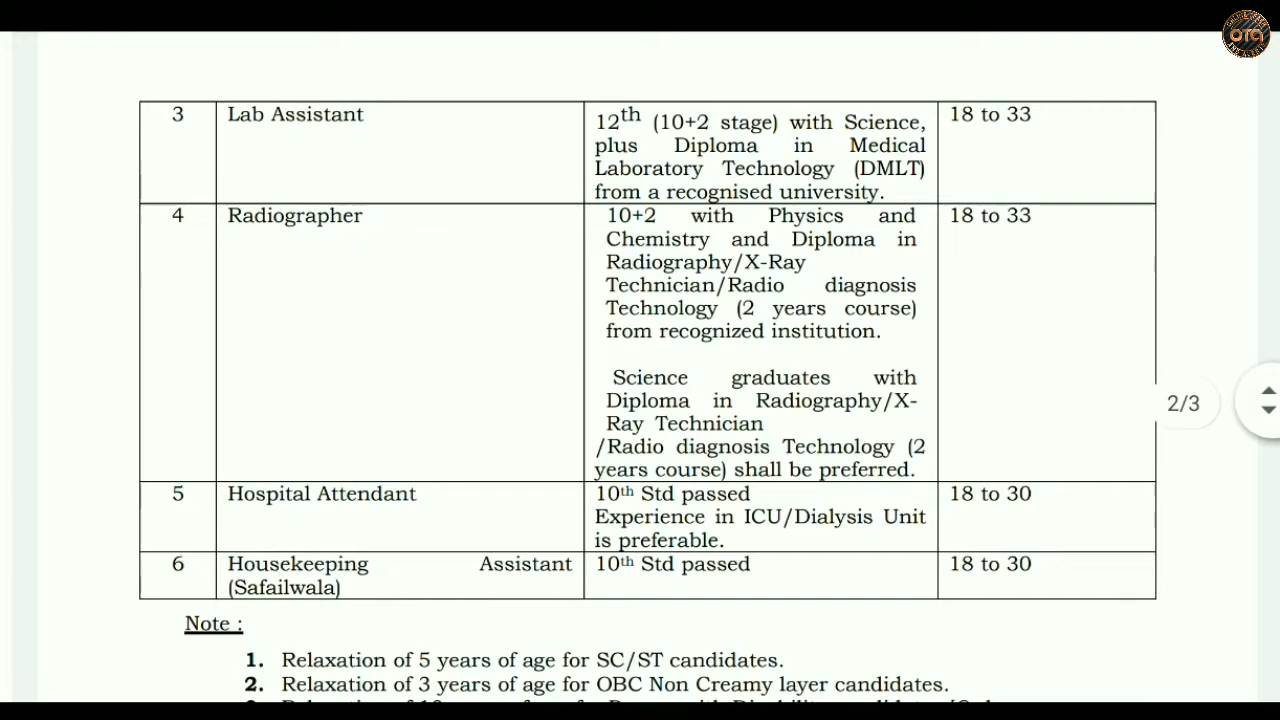 ONLINE TRICK
OTA
AND ALERTS
3 Lab Assistant 12th (10+2 stage) with Science, 18 to 33
plus Diploma in Medical
Laboratory Technology (DMLT)
from a recognised university.
4 Radiographer 10+2 with Physics and 18 to 33
Chemistry and Diploma in
Radiography/X-Ray
Technician/Radio diagnosis
Technology (2 years course)
from recognized institution.
Science graduates with
Diploma in Radiography/X-
Ray Technician
/Radio diagnosis Technology (2
years course) shall be preferred.
2/3
5 Hospital Attendant 10th Std passed 18 to 30
Experience in ICU/Dialysis Unit
is preferable.
6 Housekeeping Assistant 10th Std passed 18 to 30
(Safailwala)
Note :
1. Relaxation of 5 years of age for SC/ST candidates.
2. Relaxation of 3 years of age for OBC Non Creamy layer candidates.